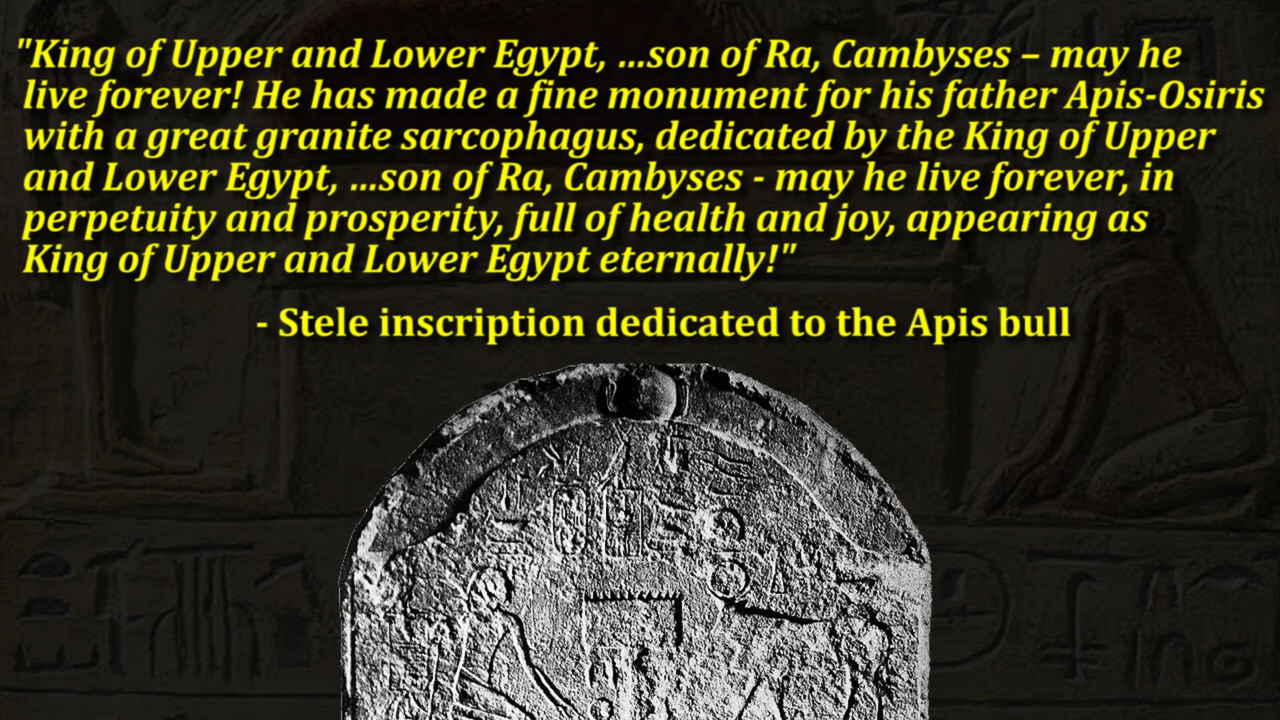 "King of Upper and Lower Egypt, ...son of Ra, Cambyses – may he
live forever! He has made a fine monument for his father Apis-Osiris
with a great granite sarcophagus, dedicated by the King of Upper
and Lower Egypt, ...son of Ra, Cambyses - may he live forever, in
perpetuity and prosperity, full of health and joy, appearing as
King of Upper and Lower Egypt eternally!"
- Stele inscription dedicated to the Apis bull